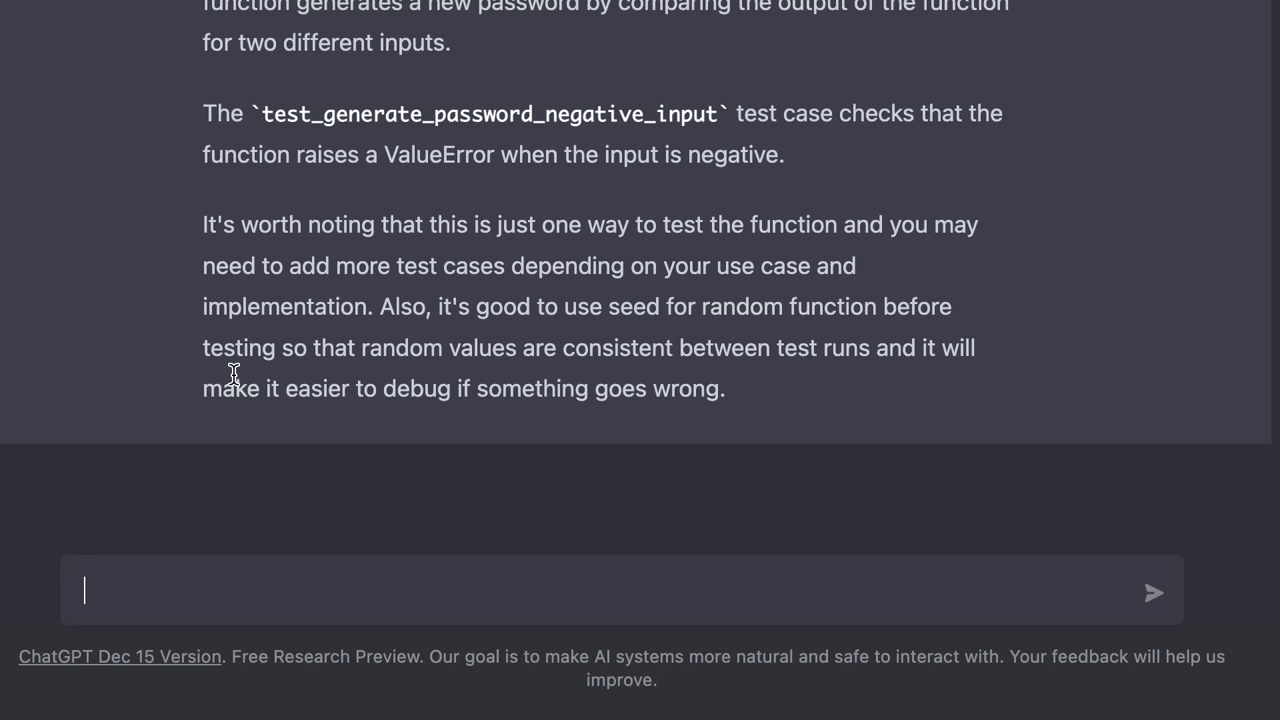 function generates a new password by comparing the output of the function
for two different inputs.
The `test_generate_password_negative_input` test case checks that the
function raises a ValueError when the input is negative.
It's worth noting that this is just one way to test the function and you may
need to add more test cases depending on your use case and
implementation. Also, it's good to use seed for random function before
testing so that random values are consistent between test runs and it will
make it easier to debug if something goes wrong.
ChatGPT Dec 15 Version. Free Research Preview. Our goal is to make AI systems more natural and safe to interact with. Your feedback will help us
improve.